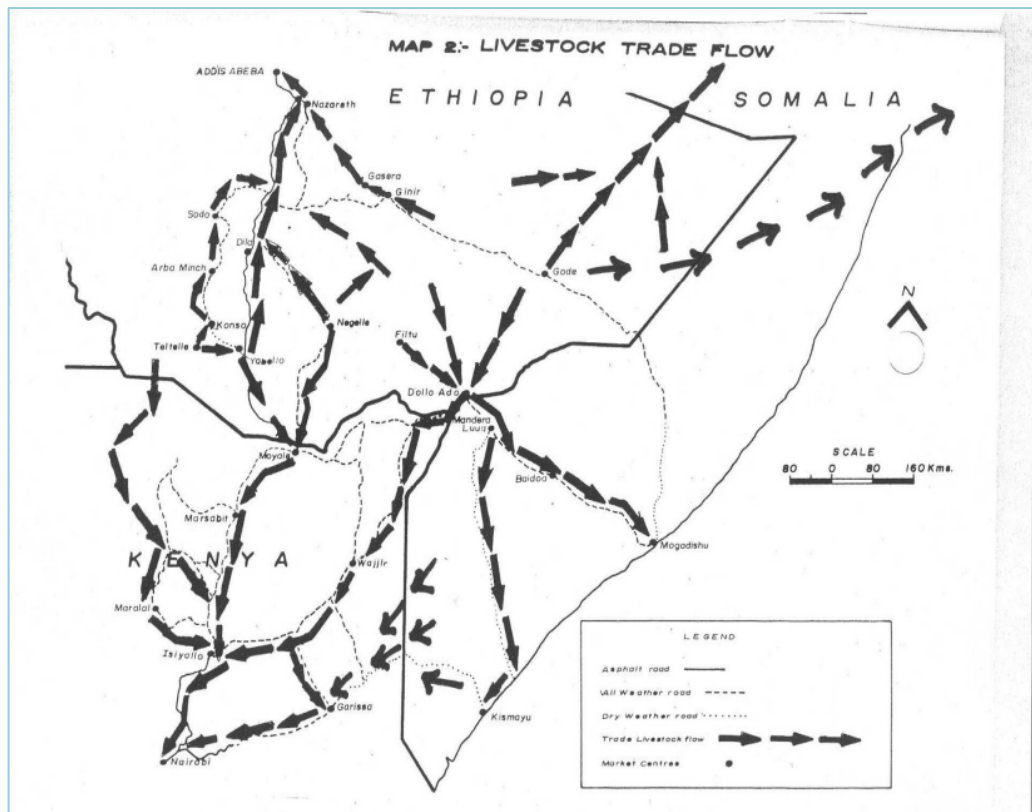 MAP 2:- LIVESTOCK TRADE FLOW
ADDIS ABEBA
ETHIOPIA
SOMALIA
Nazareth
Gasera
Ginir
Sodo
Dila
Arba Minch
Gode
N
Konso
Negelle
Filtu
Teltelle
Yabello
Dollo Ado
Mandera
Luuq
Moyale
SCALE
80 0 80 160 Kms.
Baidoa
Marsabit
Mogadishu
KENYA
Wajjir
Maralal
LEGEND
Isiyollo
Asphalt road
All Weather road
Garissa
Kismayu
Dry Weather road
Trade Livestock flow
Nairobi
Market Centres